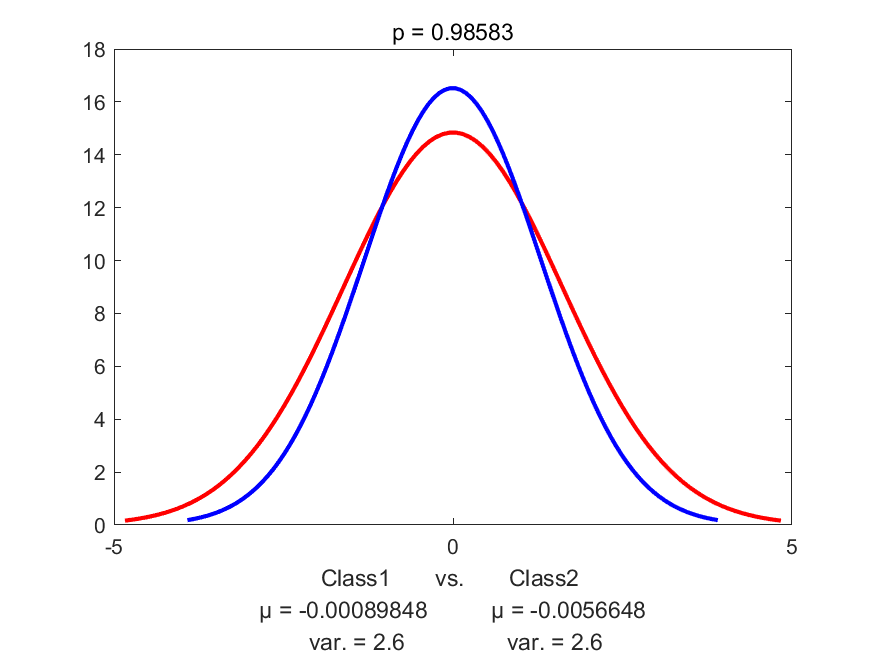 p = 0.98583
18
16
14
12
10
8
6
4
2
0
-5 0 5
Class1 vs. Class2
μ = -0.00089848 μ = -0.0056648
var. = 2.6 var. = 2.6